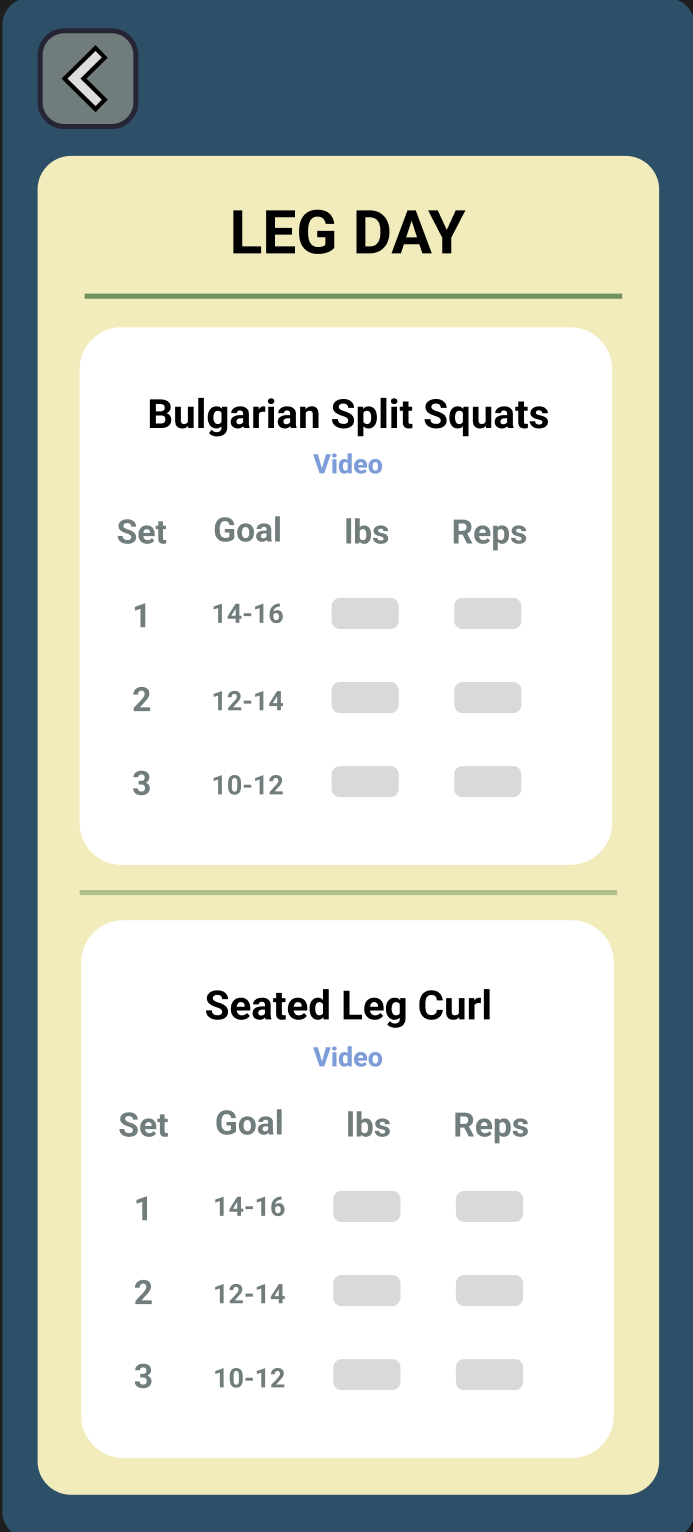 LEG DAY
Bulgarian Split Squats
Video
Set Goal lbs Reps
1 14-16
2 12-14
3 10-12
Seated Leg Curl
Video
Set Goal lbs Reps
1 14-16
2 12-14
3 10-12